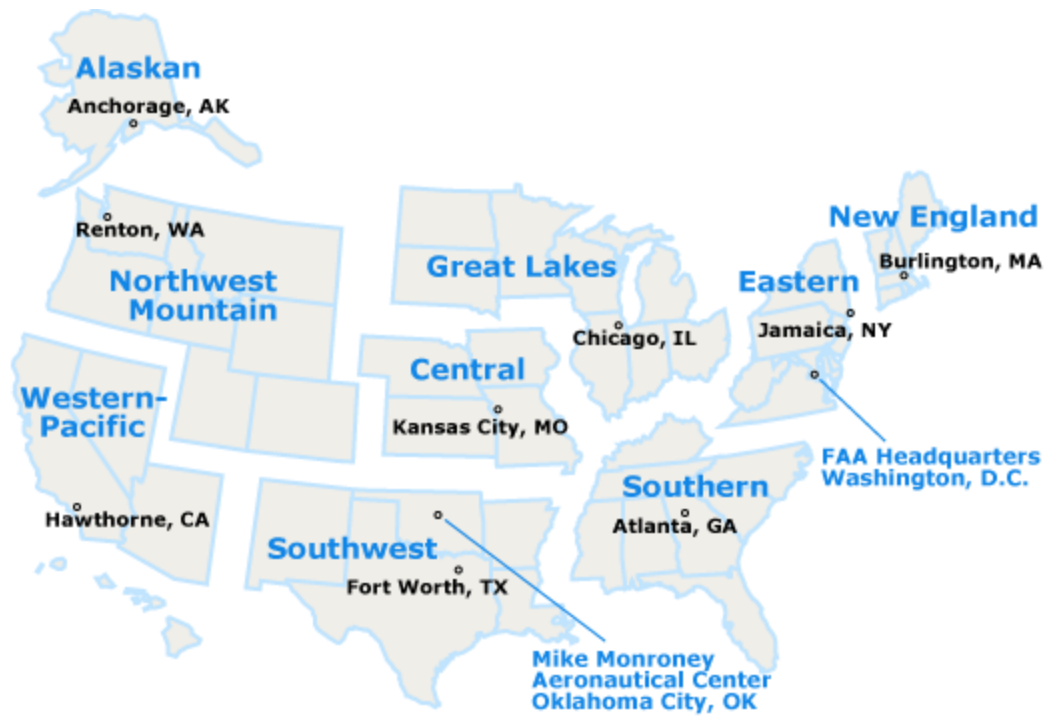 Alaskan
Anchorage, AK
Renton, WA
Northwest
Mountain
Western-
Pacific
Hawthorne, CA
Great Lakes
Chicago, IL
Central
Kansas City, MO
Southwest
Fort Worth, TX
Mike Monroney
Aeronautical Center
Oklahoma City, OK
Southern
Atlanta, GA
New England
Burlington, MA
Eastern
Jamaica, NY
FAA Headquarters
Washington, D.C.